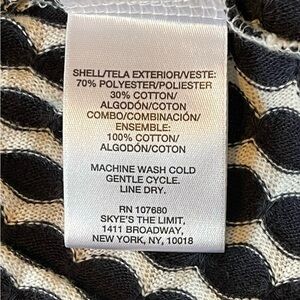 SHELL/TELA EXTERIOR/VESTE:
70% POLYESTER/POLIESTER
30% COTTON/
ALGODÓN/COTON
COMBO/COMBINACIÓN/
ENSEMBLE:
100% COTTON/
ALGODÓN/COTON
MACHINE WASH COLD
GENTLE CYCLE.
LINE DRY.
RN 107680
SKYE'S THE LIMIT,
1411 BROADWAY,
NEW YORK, NY, 10018